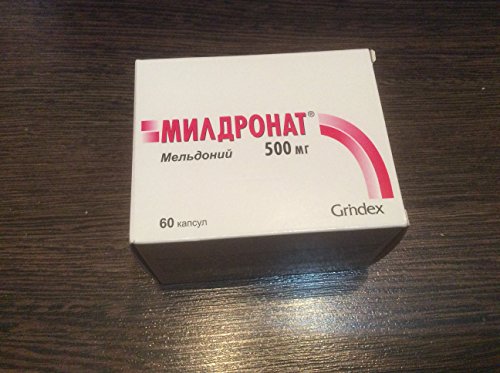 МИЛДРОНАТ®
Мельдоний 500 мг
60 капсул
Grindex